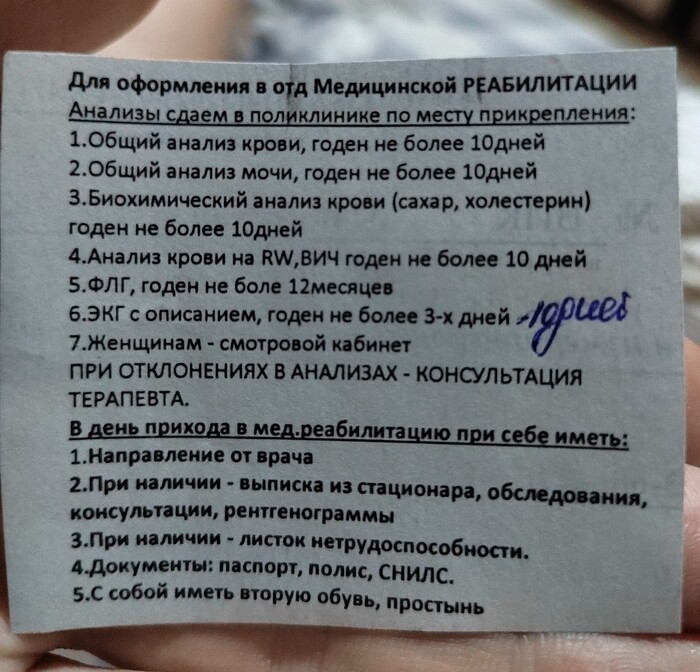 Для оформления в отд Медицинской РЕАБИЛИТАЦИИ
Анализы сдаем в поликлинике по месту прикрепления:
1.Общий анализ крови, годен не более 10дней
2.Общий анализ мочи, годен не более 10дней
3.Биохимический анализ крови (сахар, холестерин)
годен не более 10дней
4.Анализ крови на RW,ВИЧ годен не более 10 дней
5.ФЛГ, годен не боле 12месяцев
6.ЭКГ с описанием, годен не более 3-х дней -10дней
7.Женщинам - смотровой кабинет
ПРИ ОТКЛОНЕНИЯХ В АНАЛИЗАХ - КОНСУЛЬТАЦИЯ
ТЕРАПЕВТА.
В день прихода в мед.реабилитацию при себе иметь:
1.Направление от врача
2.При наличии - выписка из стационара, обследования,
консультации, рентгенограммы
3.При наличии - листок нетрудоспособности.
4.Документы: паспорт, полис, СНИЛС.
5.С собой иметь вторую обувь, простынь